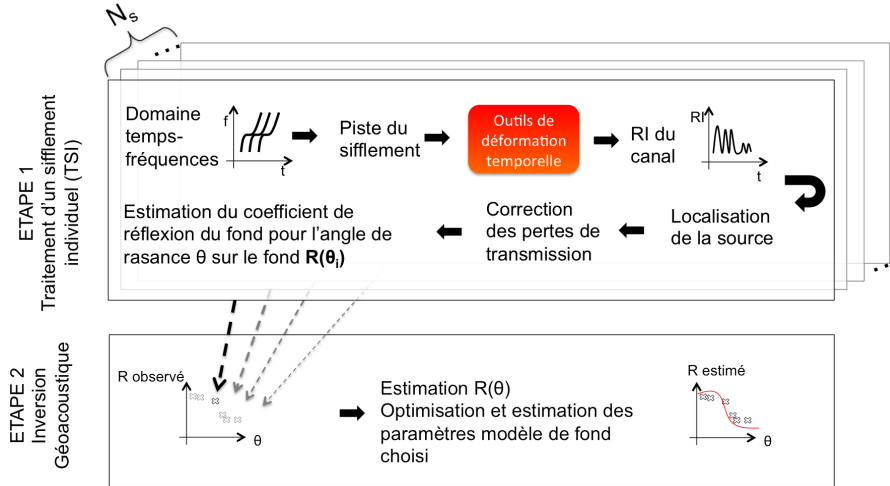 N_s
ETAPE 1
Traitement d'un sifflement
individuel (TSI)
Domaine
temps-
fréquences
f
t
Piste du
sifflement
Outils de
déformation
temporelle
RI du
canal
RI
t
Estimation du coefficient de
réflexion du fond pour l'angle de
rasance θ sur le fond R(θ_i)
Correction
des pertes de
transmission
Localisation
de la source
ETAPE 2
Inversion
Géoacoustique
R observé
θ
Estimation R(θ)
Optimisation et estimation des
paramètres modèle de fond
choisi
R estimé
θ